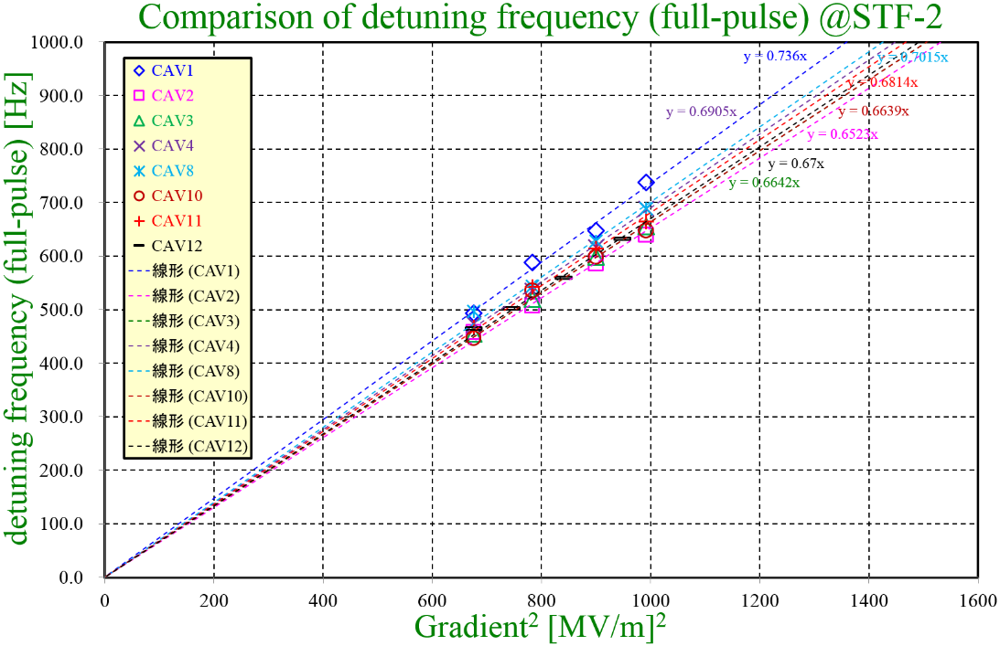 Comparison of detuning frequency (full-pulse) @STF-2
detuning frequency (full-pulse) [Hz]
1000.0
900.0
800.0
700.0
600.0
500.0
400.0
300.0
200.0
100.0
0.0
CAV1
CAV2
CAV3
CAV4
CAV8
CAV10
CAV11
CAV12
線形 (CAV1)
線形 (CAV2)
線形 (CAV3)
線形 (CAV4)
線形 (CAV8)
線形 (CAV10)
線形 (CAV11)
線形 (CAV12)
y = 0.736x
y = 0.7015x
y = 0.6814x
y = 0.6905x
y = 0.6639x
y = 0.6523x
y = 0.67x
y = 0.6642x
0 200 400 600 800 1000 1200 1400 1600
Gradient² [MV/m]²